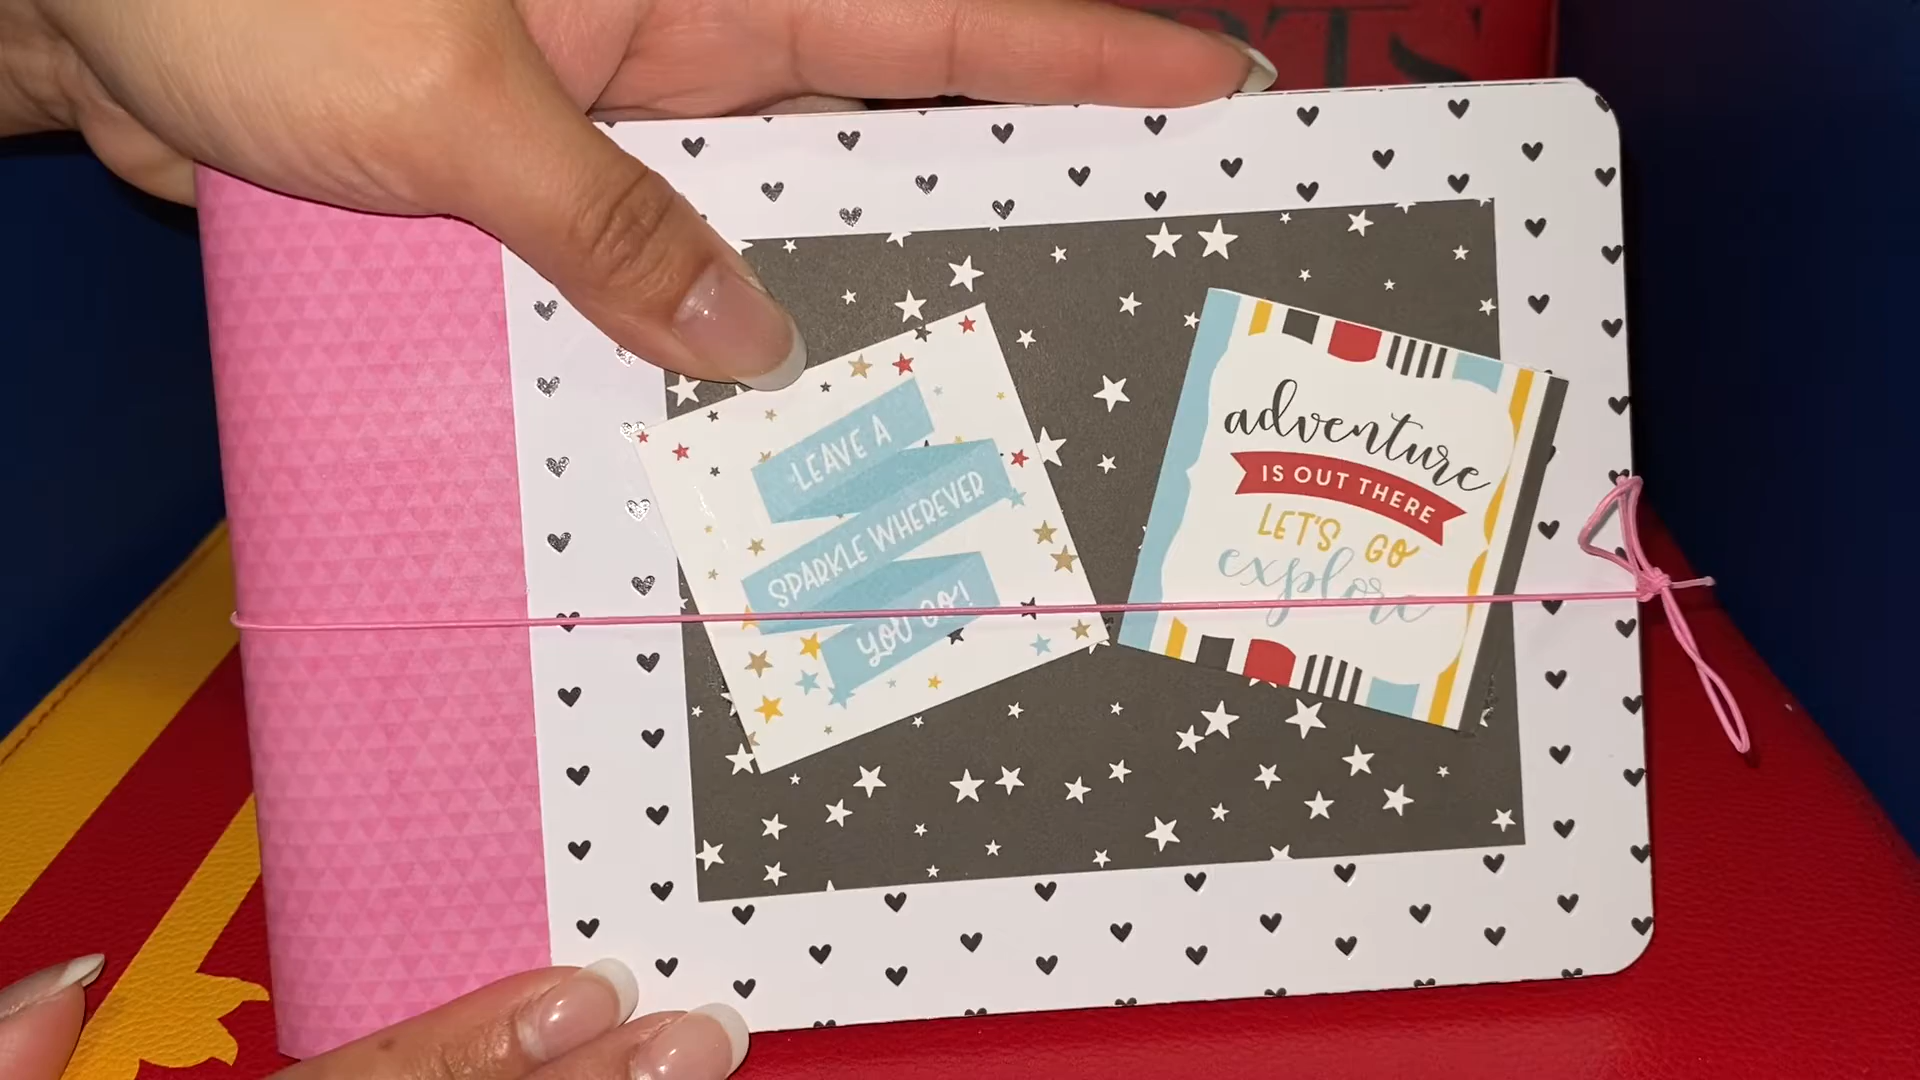 LEAVE A
SPARKLE WHEREVER
YOU GO!
adventure
IS OUT THERE
LET'S GO
explore